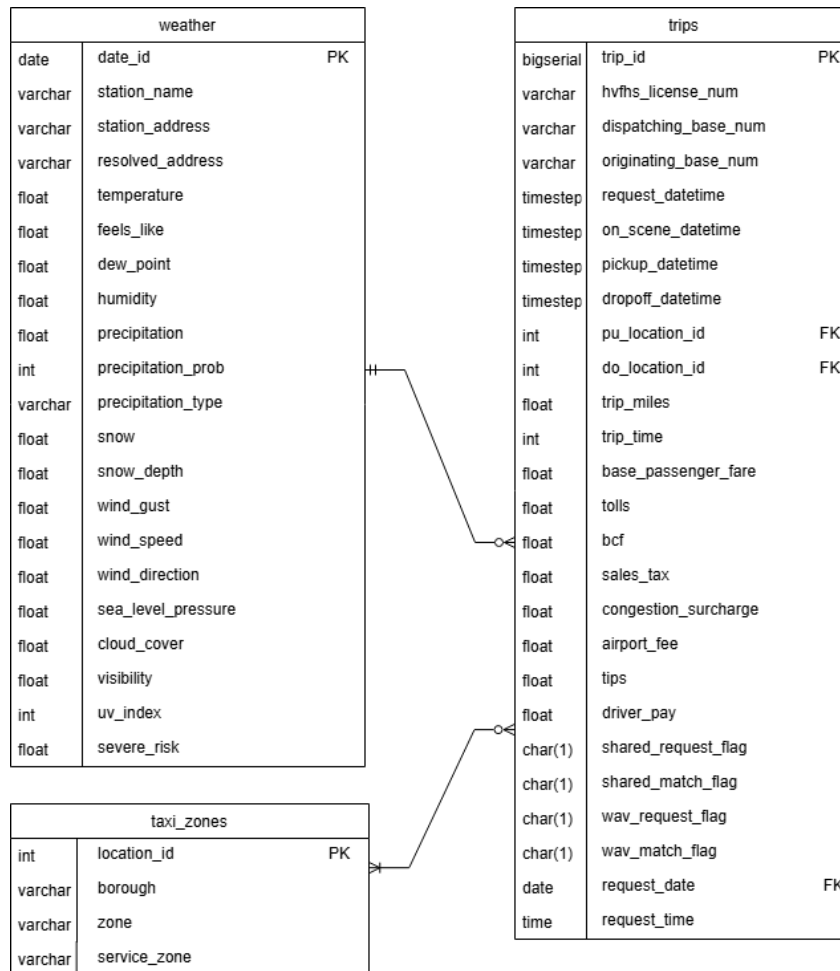 weather
date date_id PK
varchar station_name
varchar station_address
varchar resolved_address
float temperature
float feels_like
float dew_point
float humidity
float precipitation
int precipitation_prob
varchar precipitation_type
float snow
float snow_depth
float wind_gust
float wind_speed
float wind_direction
float sea_level_pressure
float cloud_cover
float visibility
int uv_index
float severe_risk
taxi_zones
int location_id PK
varchar borough
varchar zone
varchar service_zone
trips
bigserial trip_id PK
varchar hvfhs_license_num
varchar dispatching_base_num
varchar originating_base_num
timestep request_datetime
timestep on_scene_datetime
timestep pickup_datetime
timestep dropoff_datetime
int pu_location_id FK
int do_location_id FK
float trip_miles
int trip_time
float base_passenger_fare
float tolls
float bcf
float sales_tax
float congestion_surcharge
float airport_fee
float tips
float driver_pay
char(1) shared_request_flag
char(1) shared_match_flag
char(1) wav_request_flag
char(1) wav_match_flag
date request_date FK
time request_time